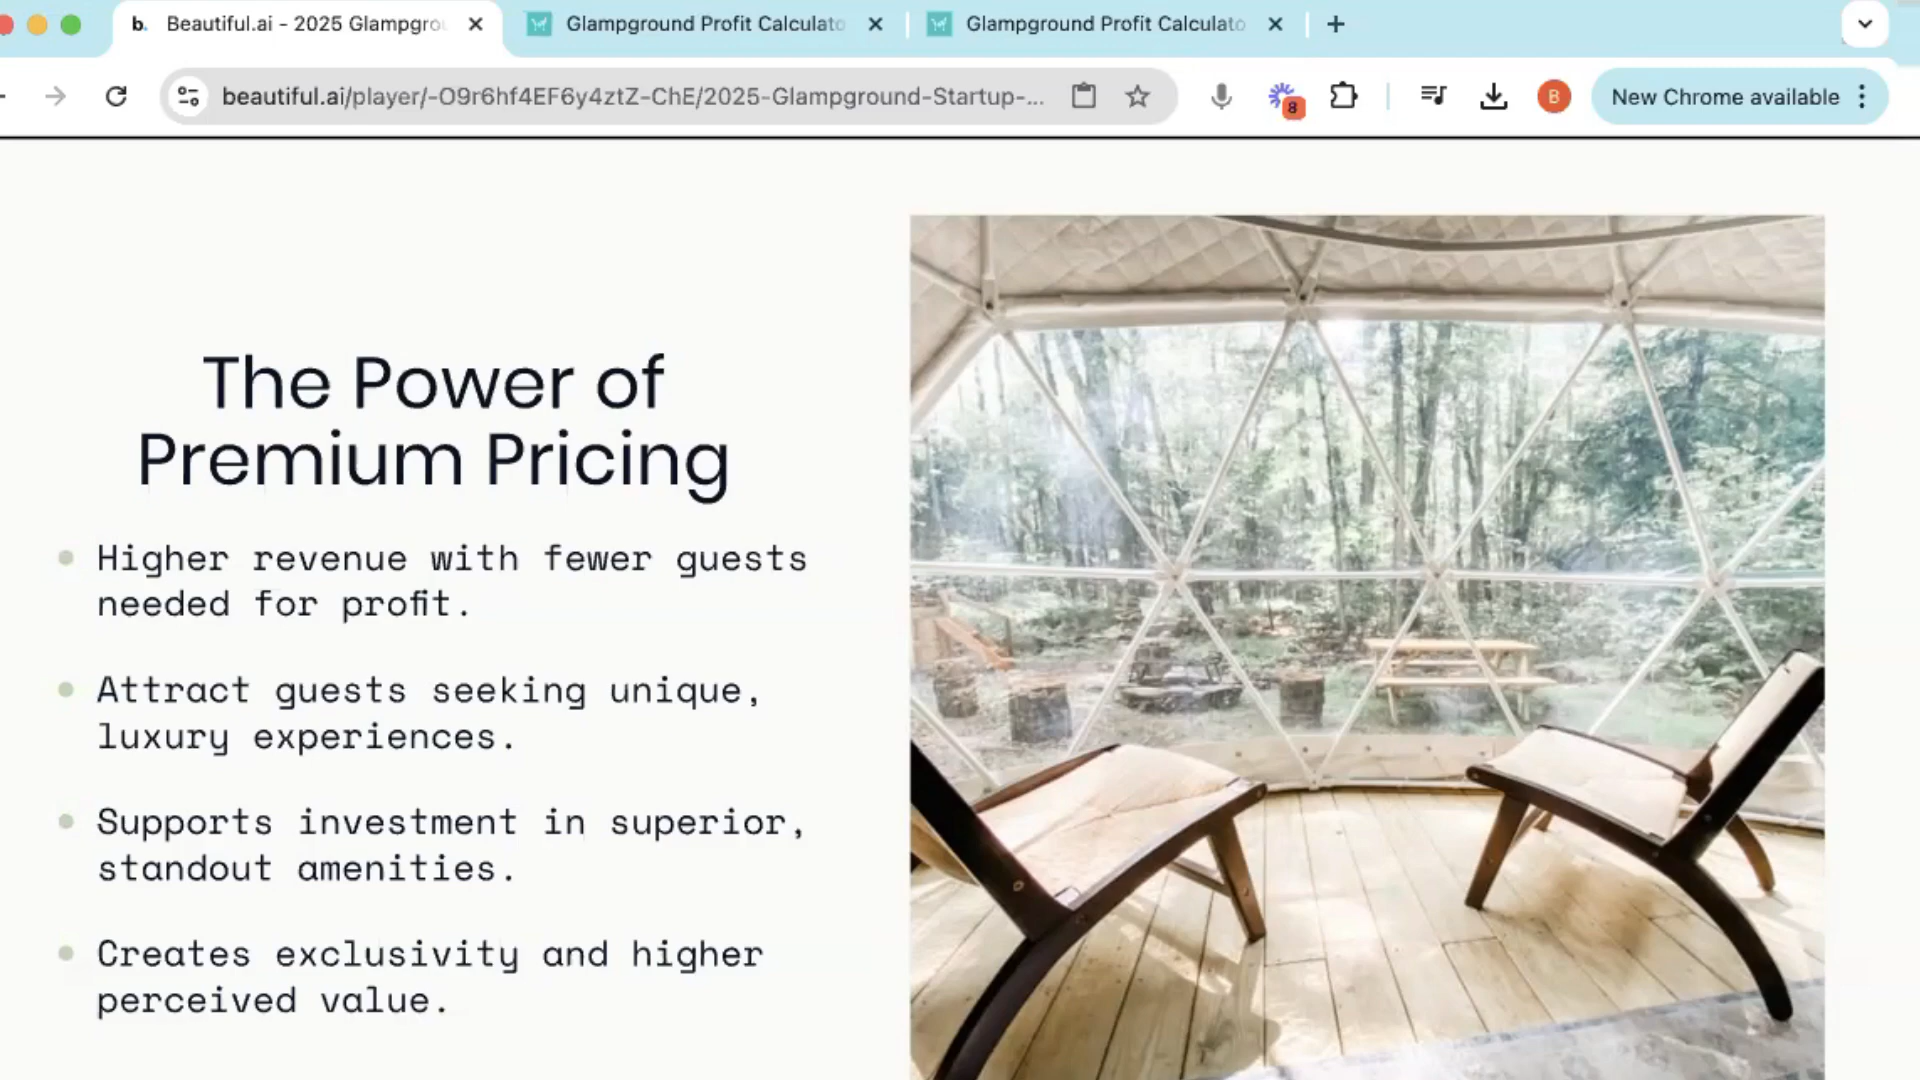 b. Beautiful.ai - 2025 Glampgro
Glampground Profit Calculato
Glampground Profit Calculato
beautiful.ai/player/-O9r6hf4EF6y4ztZ-ChE/2025-Glampground-Startup-...
8
B
New Chrome available
The Power of
Premium Pricing
Higher revenue with fewer guests
needed for profit.
Attract guests seeking unique,
luxury experiences.
Supports investment in superior,
standout amenities.
Creates exclusivity and higher
perceived value.